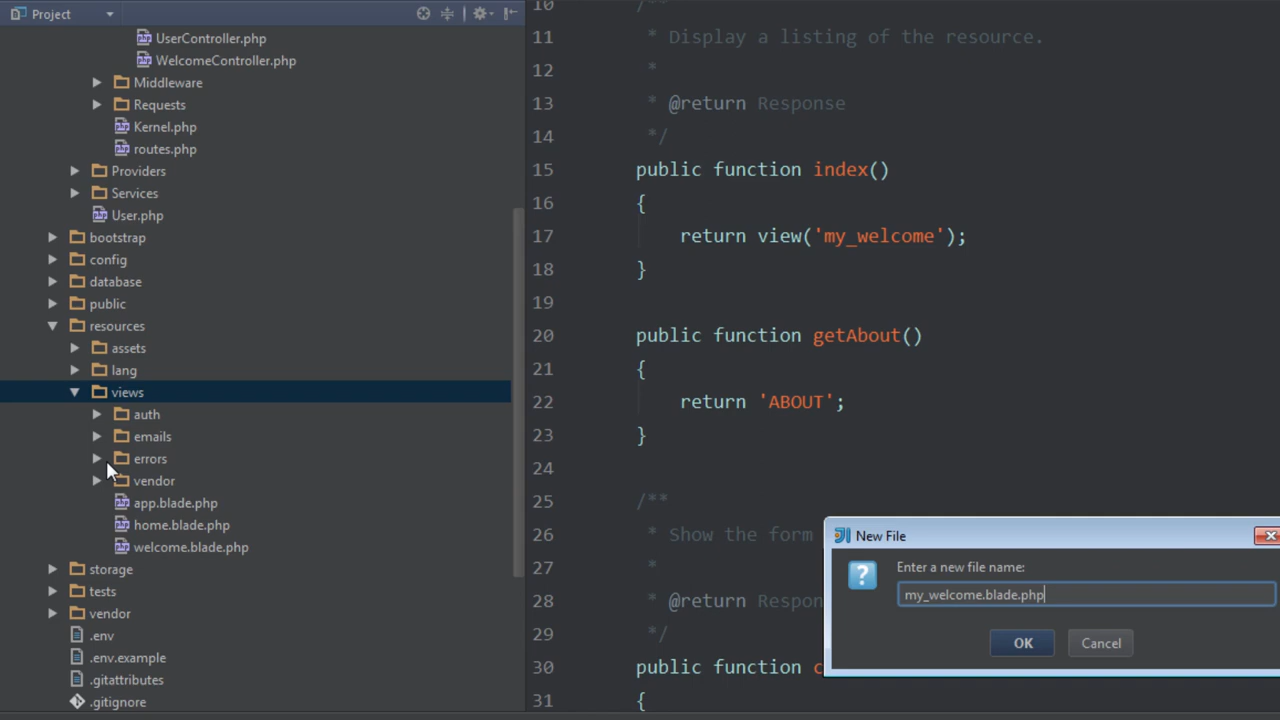 Project
UserController.php
WelcomeController.php
Middleware
Requests
Kernel.php
routes.php
Providers
Services
User.php
bootstrap
config
database
public
resources
assets
lang
views
auth
emails
errors
vendor
app.blade.php
home.blade.php
welcome.blade.php
storage
tests
vendor
.env
.env.example
.gitattributes
.gitignore
10 /**
11 * Display a listing of the resource.
12 *
13 * @return Response
14 */
15 public function index()
16 {
17 return view('my_welcome');
18 }
19
20 public function getAbout()
21 {
22 return 'ABOUT';
23 }
24
25 /**
26 * Show the form
27 *
28 * @return Respon
29 */
30 public function c
31 {
New File
Enter a new file name:
my_welcome.blade.php
OK Cancel